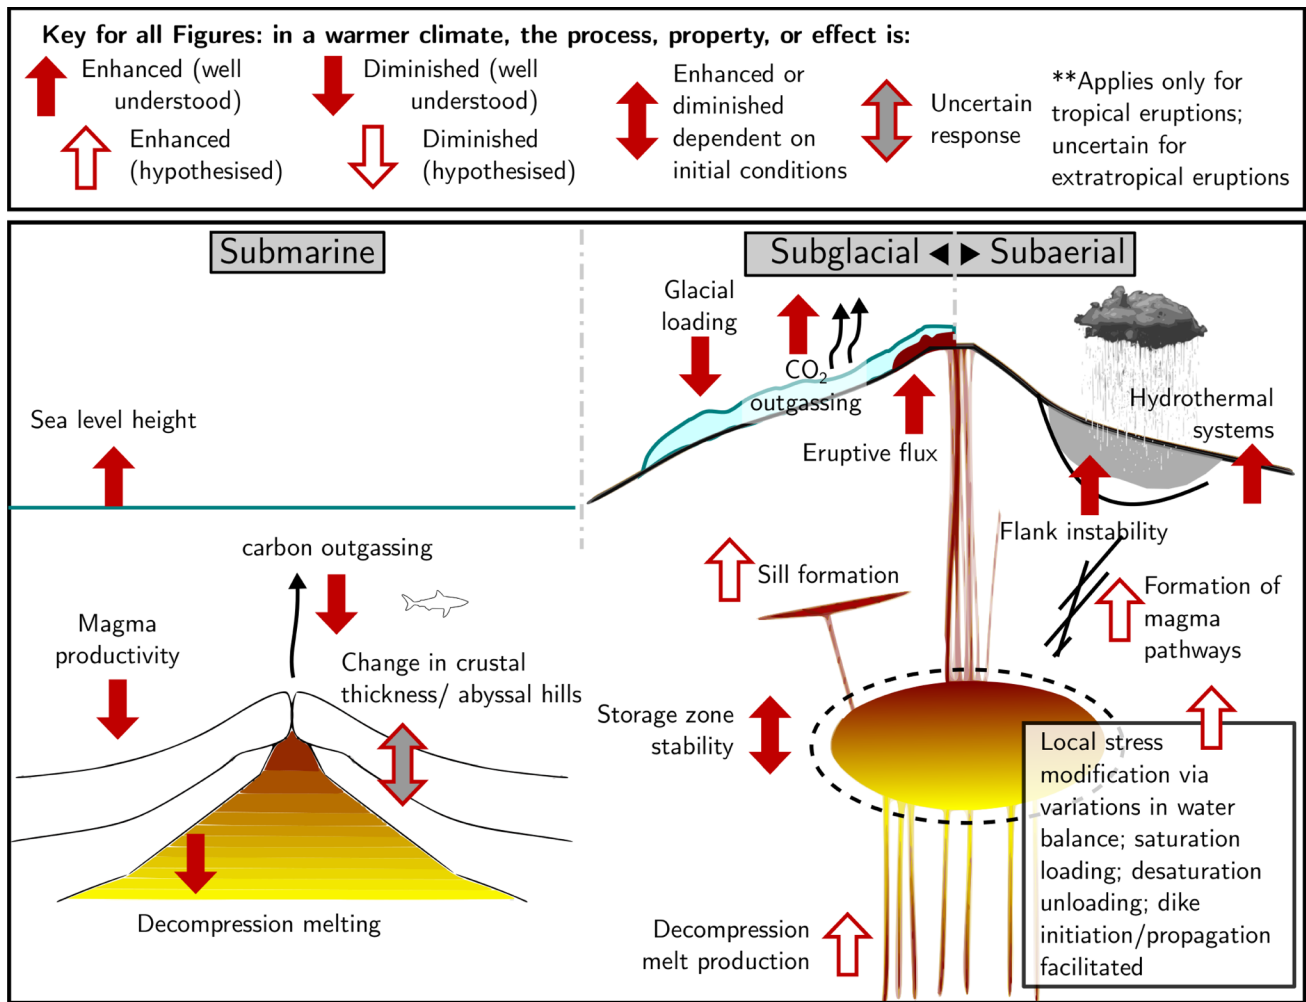 Key for all Figures: in a warmer climate, the process, property, or effect is:
Enhanced (well
understood)
Enhanced
(hypothesised)
Diminished (well
understood)
Diminished
(hypothesised)
Enhanced or
diminished
dependent on
initial conditions
Uncertain
response
**Applies only for
tropical eruptions;
uncertain for
extratropical eruptions
Submarine
Sea level height
carbon outgassing
Magma
productivity
Change in crustal
thickness/ abyssal hills
Decompression melting
Subglacial ◀ ▶ Subaerial
Glacial
loading
CO₂
outgassing
Eruptive flux
Hydrothermal
systems
Flank instability
Sill formation
Formation of
magma
pathways
Storage zone
stability
Local stress
modification via
variations in water
balance; saturation
loading; desaturation
unloading; dike
initiation/propagation
facilitated
Decompression
melt production